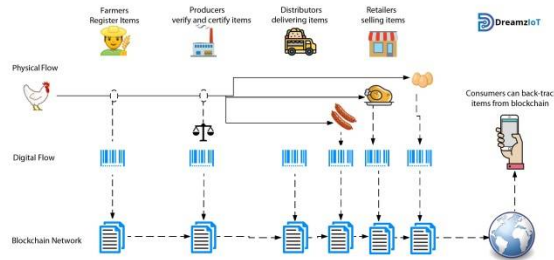 Farmers
Register Items
Producers
verify and certify items
Distributors
delivering items
Retailers
selling items
DreamzIoT
Physical Flow
Consumers can back-trac
items from blockchain
Digital Flow
Blockchain Network